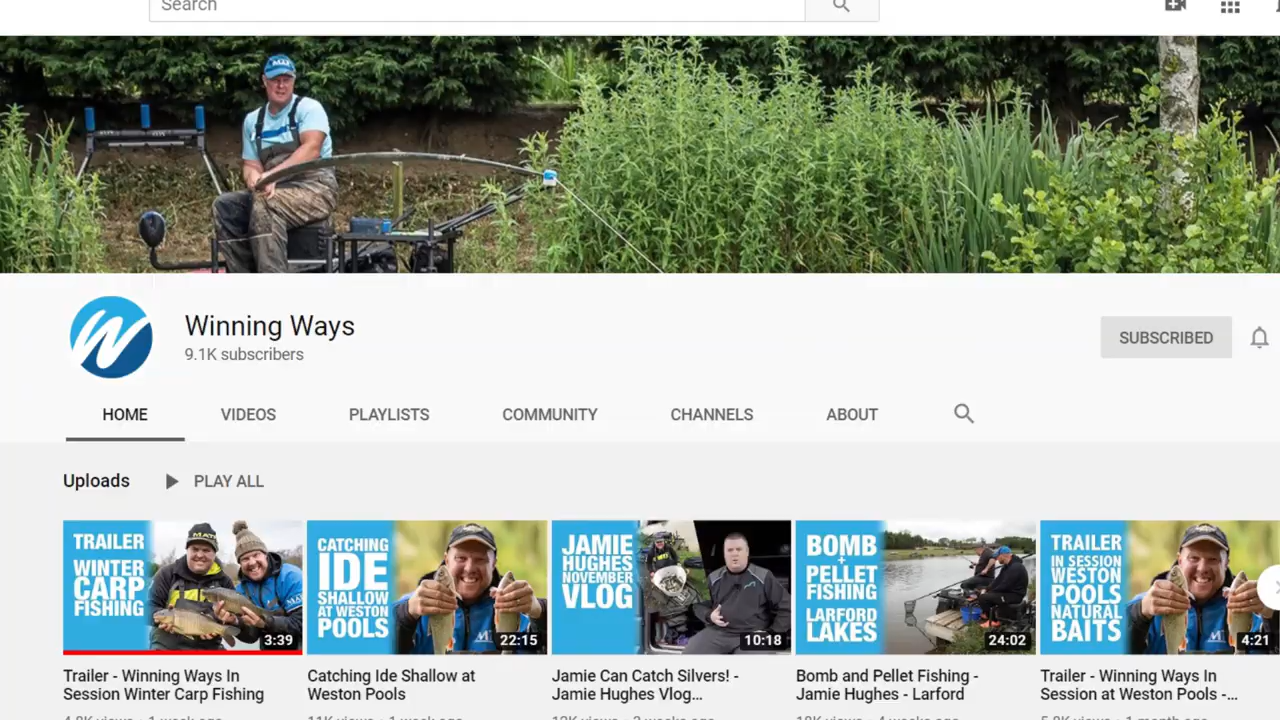 Search
Winning Ways
9.1K subscribers
SUBSCRIBED
HOME
VIDEOS
PLAYLISTS
COMMUNITY
CHANNELS
ABOUT
Uploads
PLAY ALL
TRAILER
WINTER
CARP
FISHING
3:39
CATCHING
IDE
SHALLOW
AT WESTON
POOLS
22:15
JAMIE
HUGHES
NOVEMBER
VLOG
10:18
BOMB
+
PELLET
FISHING
LARFORD
LAKES
24:02
TRAILER
IN SESSION
WESTON
POOLS
NATURAL
BAITS
4:21
Trailer - Winning Ways In
Session Winter Carp Fishing
Catching Ide Shallow at
Weston Pools
Jamie Can Catch Silvers! -
Jamie Hughes Vlog...
Bomb and Pellet Fishing -
Jamie Hughes - Larford
Trailer - Winning Ways In
Session at Weston Pools -...